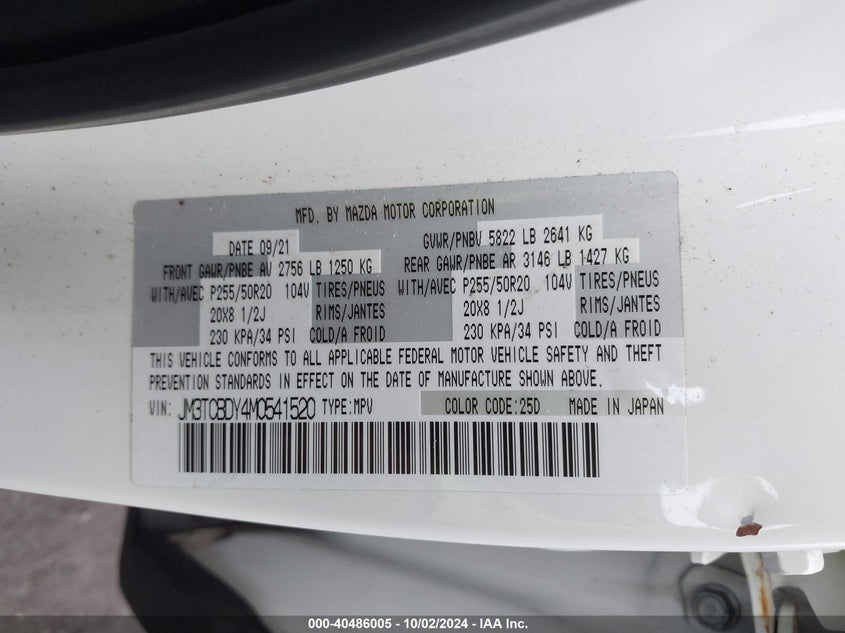 MFD. BY MAZDA MOTOR CORPORATION
DATE 09/21 GVWR/PNBV 5822 LB 2641 KG
FRONT GAWR/PNBE AV 2756 LB 1250 KG REAR GAWR/PNBE AR 3146 LB 1427 KG
WITH/AVEC P255/50R20 104V TIRES/PNEUS WITH/AVEC P255/50R20 104V TIRES/PNEUS
20X8 1/2J RIMS/JANTES 20X8 1/2J RIMS/JANTES
230 KPA/34 PSI COLD/A FROID 230 KPA/34 PSI COLD/A FROID
THIS VEHICLE CONFORMS TO ALL APPLICABLE FEDERAL MOTOR VEHICLE SAFETY AND THEFT
PREVENTION STANDARDS IN EFFECT ON THE DATE OF MANUFACTURE SHOWN ABOVE.
VIN: JM3TCBDY4M0541520 TYPE:MPV COLOR CODE:25D MADE IN JAPAN
000-40486005 - 10/02/2024 - IAA Inc.